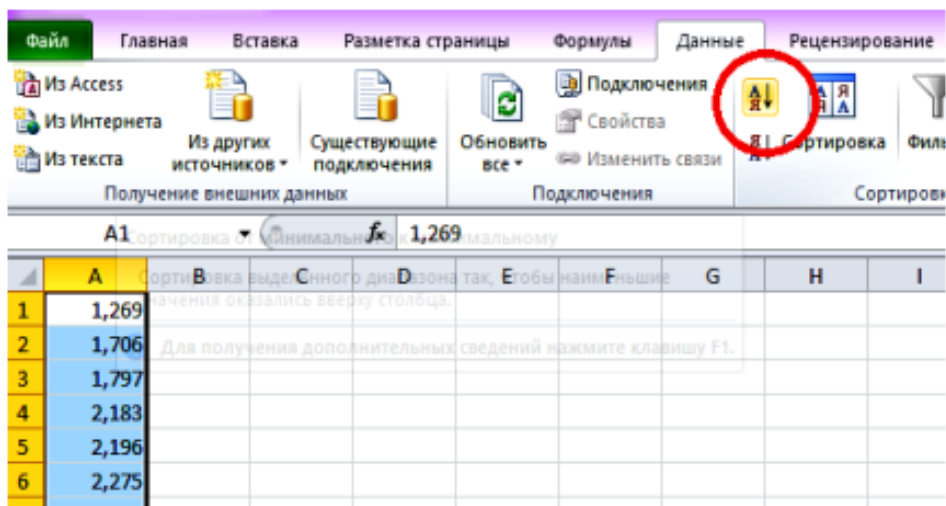 Файл Главная Вставка Разметка страницы Формулы Данные Рецензирование
Из Access
Из Интернета
Из текста
Из других источников
Существующие подключения
Обновить все
Подключения
Свойства
Изменить связи
А Я
Я А
Сортировка
Получение внешних данных
Подключения
A1 fx 1,269
Сортировка от минимального к
Сортировка выделенного диапазона так, чтобы наименьшие
значения оказались вверху столбца.
Для получения дополнительных сведений нажмите клавишу F1.
A B C D E F G H I
1 1,269
2 1,706
3 1,797
4 2,183
5 2,196
6 2,275